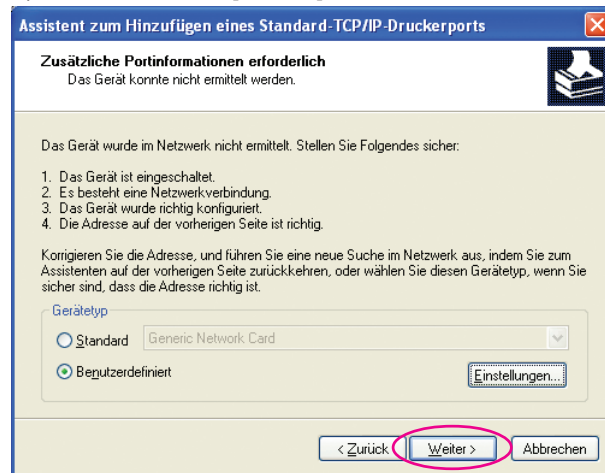 Assistent zum Hinzufügen eines Standard-TCP/IP-Druckerports
Zusätzliche Portinformationen erforderlich
Das Gerät konnte nicht ermittelt werden.
Das Gerät wurde im Netzwerk nicht ermittelt. Stellen Sie Folgendes sicher:
1. Das Gerät ist eingeschaltet.
2. Es besteht eine Netzwerkverbindung.
3. Das Gerät wurde richtig konfiguriert.
4. Die Adresse auf der vorherigen Seite ist richtig.
Korrigieren Sie die Adresse, und führen Sie eine neue Suche im Netzwerk aus, indem Sie zum
Assistenten auf der vorherigen Seite zurückkehren, oder wählen Sie diesen Gerätetyp, wenn Sie
sicher sind, dass die Adresse richtig ist.
Gerätetyp
Standard Generic Network Card
Benutzerdefiniert Einstellungen...
< Zurück Weiter > Abbrechen